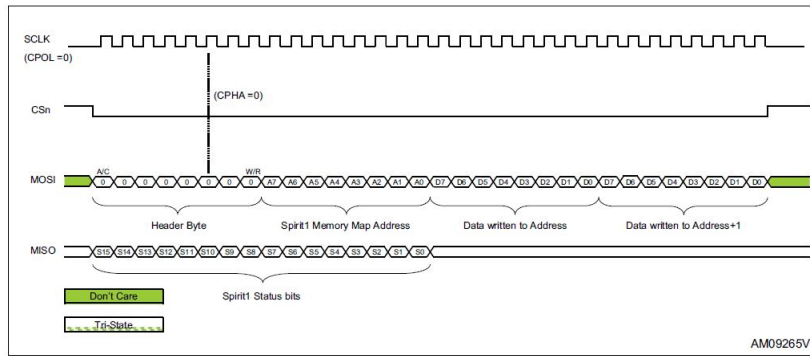 SCLK
(CPOL =0)
(CPHA =0)
CSn
A/C W/R
MOSI 0 0 0 0 0 0 0 0 A7 A6 A5 A4 A3 A2 A1 A0 D7 D6 D5 D4 D3 D2 D1 D0 D7 D6 D5 D4 D3 D2 D1 D0
Header Byte Spirit1 Memory Map Address Data written to Address Data written to Address+1
MISO S15 S14 S13 S12 S11 S10 S9 S8 S7 S6 S5 S4 S3 S2 S1 S0
Don't Care Spirit1 Status bits
Tri-State
AM09265V